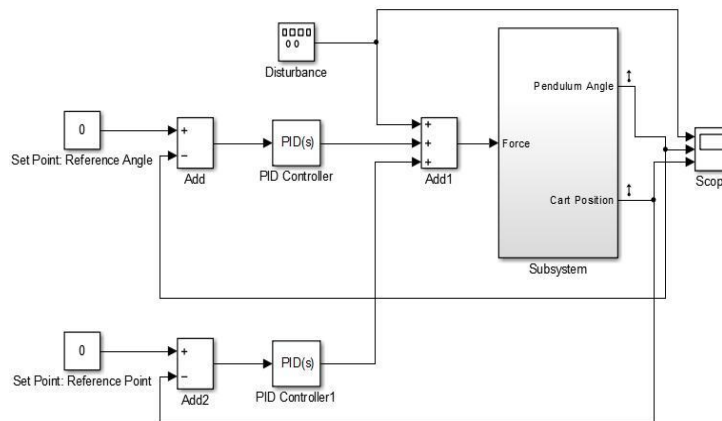 Disturbance
Pendulum Angle
0
+
−
Set Point: Reference Angle
Add
PID(s)
PID Controller
+
+
+
Add1
Force
Cart Position
Subsystem
Scop
0
+
−
Set Point: Reference Point
Add2
PID(s)
PID Controller1